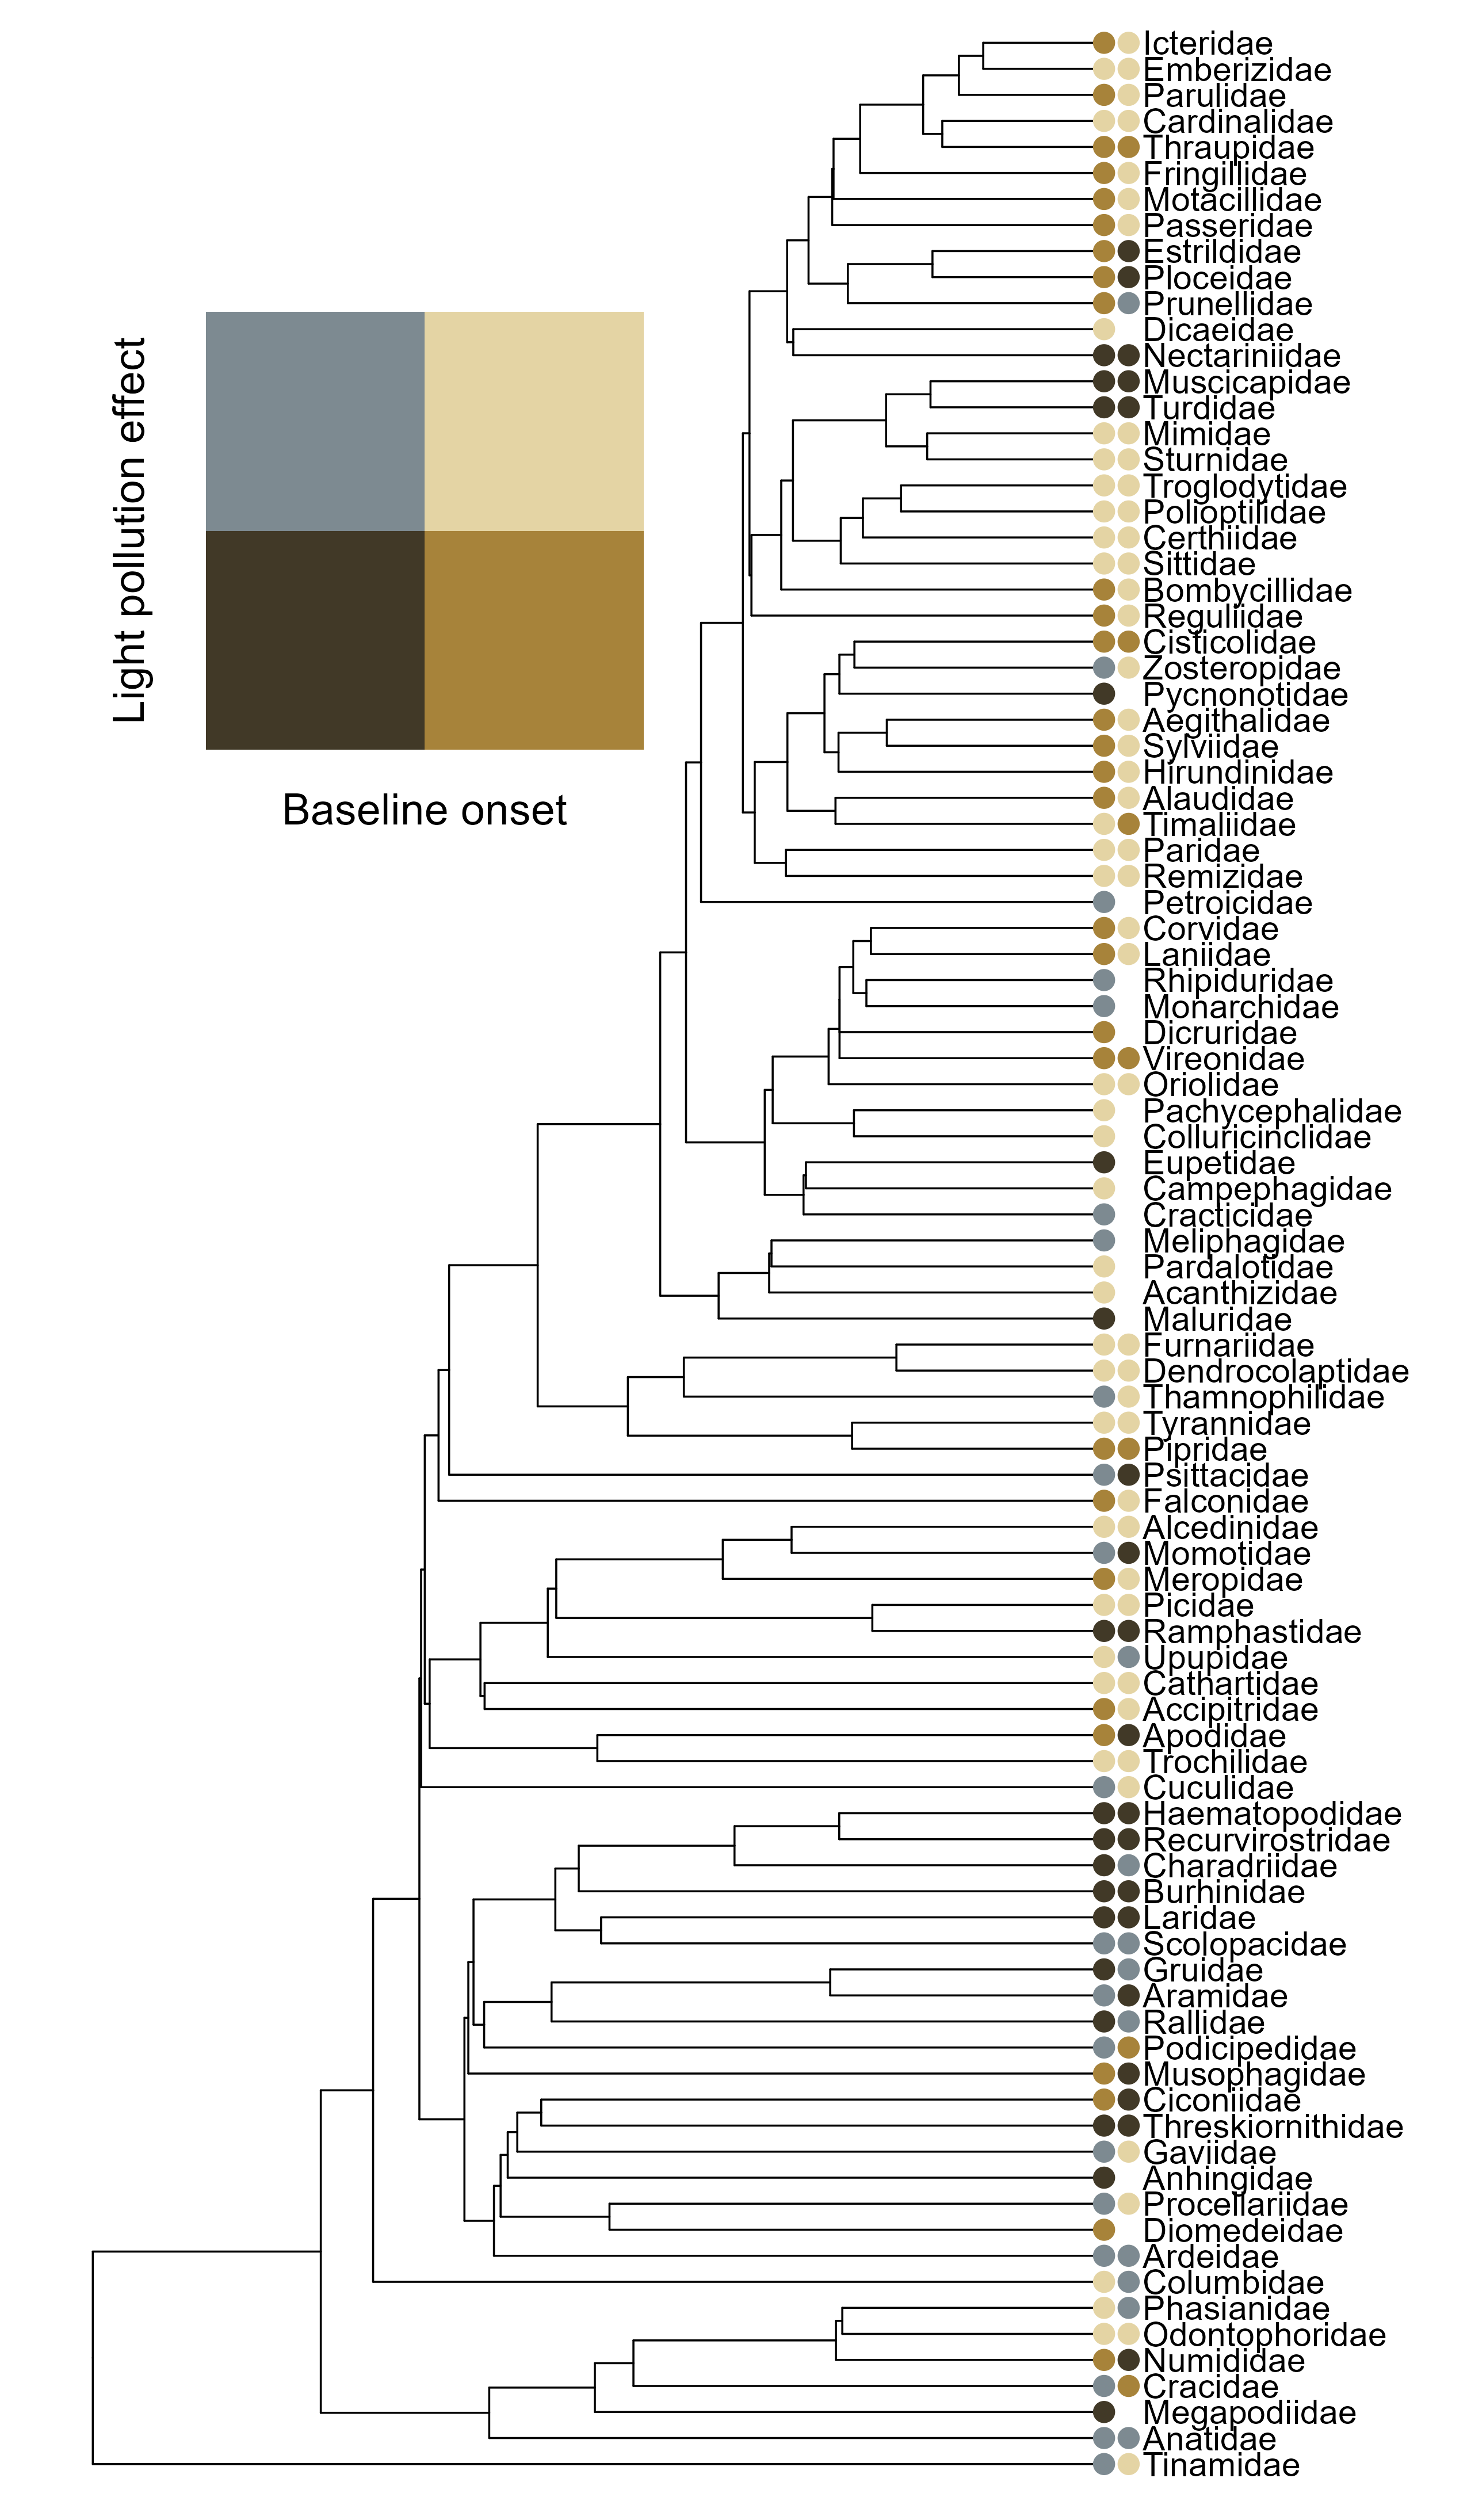 Icteridae
Emberizidae
Parulidae
Cardinalidae
Thraupidae
Fringillidae
Motacillidae
Passeridae
Estrildidae
Ploceidae
Prunellidae
Dicaeidae
Nectariniidae
Muscicapidae
Turdidae
Mimidae
Sturnidae
Troglodytidae
Polioptilidae
Certhiidae
Sittidae
Bombycillidae
Reguliidae
Cisticolidae
Zosteropidae
Pycnonotidae
Aegithalidae
Sylviidae
Hirundinidae
Alaudidae
Timaliidae
Paridae
Remizidae
Petroicidae
Corvidae
Laniidae
Rhipiduridae
Monarchidae
Dicruridae
Vireonidae
Oriolidae
Pachycephalidae
Colluricinclidae
Eupetidae
Campephagidae
Cracticidae
Meliphagidae
Pardalotidae
Acanthizidae
Maluridae
Furnariidae
Dendrocolaptidae
Thamnophilidae
Tyrannidae
Pipridae
Psittacidae
Falconidae
Alcedinidae
Momotidae
Meropidae
Picidae
Ramphastidae
Upupidae
Cathartidae
Accipitridae
Apodidae
Trochilidae
Cuculidae
Haematopodidae
Recurvirostridae
Charadriidae
Burhinidae
Laridae
Scolopacidae
Gruidae
Aramidae
Rallidae
Podicipedidae
Musophagidae
Ciconiidae
Threskiornithidae
Gaviidae
Anhingidae
Procellariidae
Diomedeidae
Ardeidae
Columbidae
Phasianidae
Odontophoridae
Numididae
Cracidae
Megapodiidae
Anatidae
Tinamidae
Light pollution effect
Baseline onset